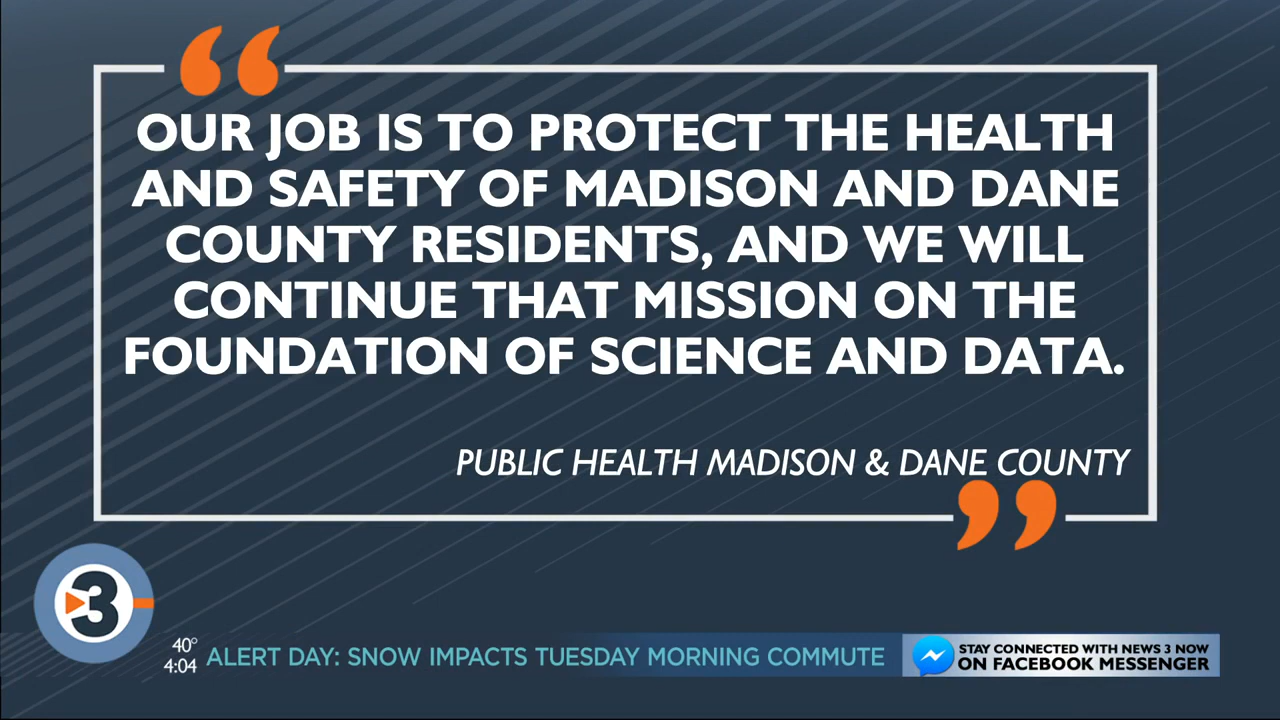 OUR JOB IS TO PROTECT THE HEALTH
AND SAFETY OF MADISON AND DANE
COUNTY RESIDENTS, AND WE WILL
CONTINUE THAT MISSION ON THE
FOUNDATION OF SCIENCE AND DATA.
PUBLIC HEALTH MADISON & DANE COUNTY
3
40°
4:04
ALERT DAY: SNOW IMPACTS TUESDAY MORNING COMMUTE
STAY CONNECTED WITH NEWS 3 NOW
ON FACEBOOK MESSENGER